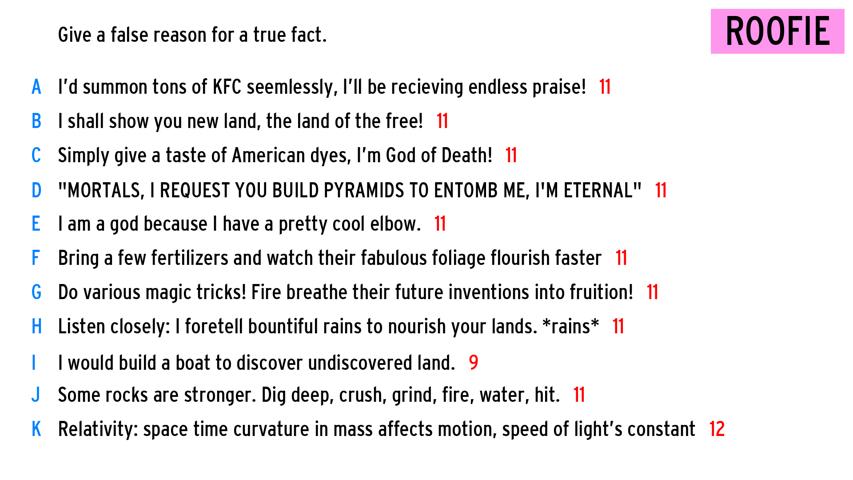 Give a false reason for a true fact.
ROOFIE
A I'd summon tons of KFC seemlessly, I'll be recieving endless praise! 11
B I shall show you new land, the land of the free! 11
C Simply give a taste of American dyes, I'm God of Death! 11
D "MORTALS, I REQUEST YOU BUILD PYRAMIDS TO ENTOMB ME, I'M ETERNAL" 11
E I am a god because I have a pretty cool elbow. 11
F Bring a few fertilizers and watch their fabulous foliage flourish faster 11
G Do various magic tricks! Fire breathe their future inventions into fruition! 11
H Listen closely: I foretell bountiful rains to nourish your lands. *rains* 11
I I would build a boat to discover undiscovered land. 9
J Some rocks are stronger. Dig deep, crush, grind, fire, water, hit. 11
K Relativity: space time curvature in mass affects motion, speed of light's constant 12